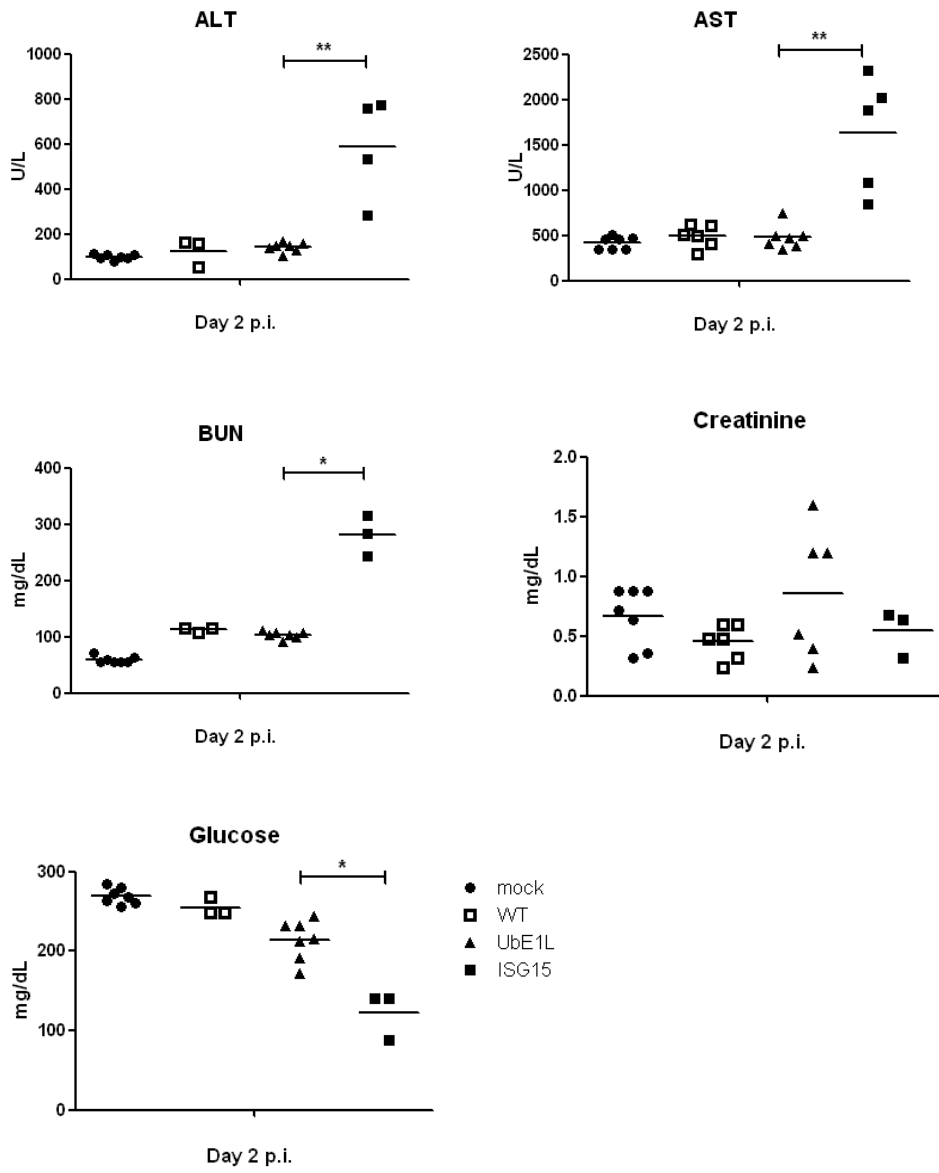 ALT
**
1000
800
600
400
200
0
U/L
Day 2 p.i.
AST
**
2500
2000
1500
1000
500
0
U/L
Day 2 p.i.
BUN
*
400
300
200
100
0
mg/dL
Day 2 p.i.
Creatinine
2.0
1.5
1.0
0.5
0.0
mg/dL
Day 2 p.i.
Glucose
*
300
200
100
0
mg/dL
Day 2 p.i.
mock
WT
UbE1L
ISG15